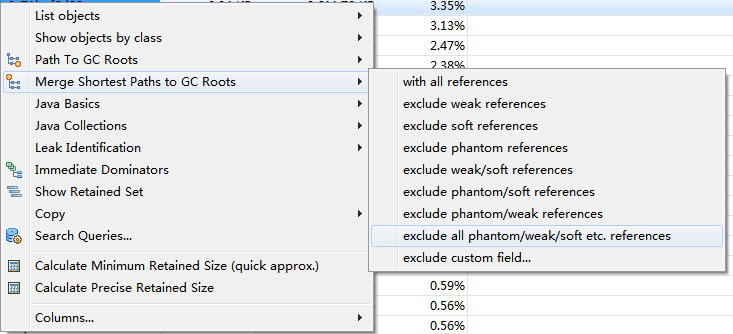 3.35%
List objects
3.13%
Show objects by class
2.47%
Path To GC Roots
2.38%
Merge Shortest Paths to GC Roots
with all references
Java Basics
exclude weak references
Java Collections
exclude soft references
Leak Identification
exclude phantom references
Immediate Dominators
exclude weak/soft references
Show Retained Set
exclude phantom/soft references
Copy
exclude phantom/weak references
Search Queries...
exclude all phantom/weak/soft etc. references
exclude custom field...
Calculate Minimum Retained Size (quick approx.)
Calculate Precise Retained Size
0.59%
0.56%
Columns...
0.56%